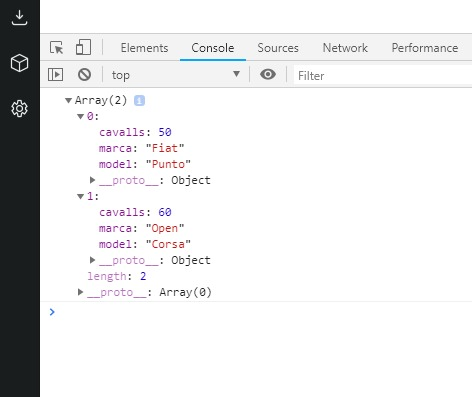 Elements Console Sources Network Performance
top Filter
Array(2) i
0:
cavalls: 50
marca: "Fiat"
model: "Punto"
__proto__: Object
1:
cavalls: 60
marca: "Open"
model: "Corsa"
__proto__: Object
length: 2
__proto__: Array(0)
>